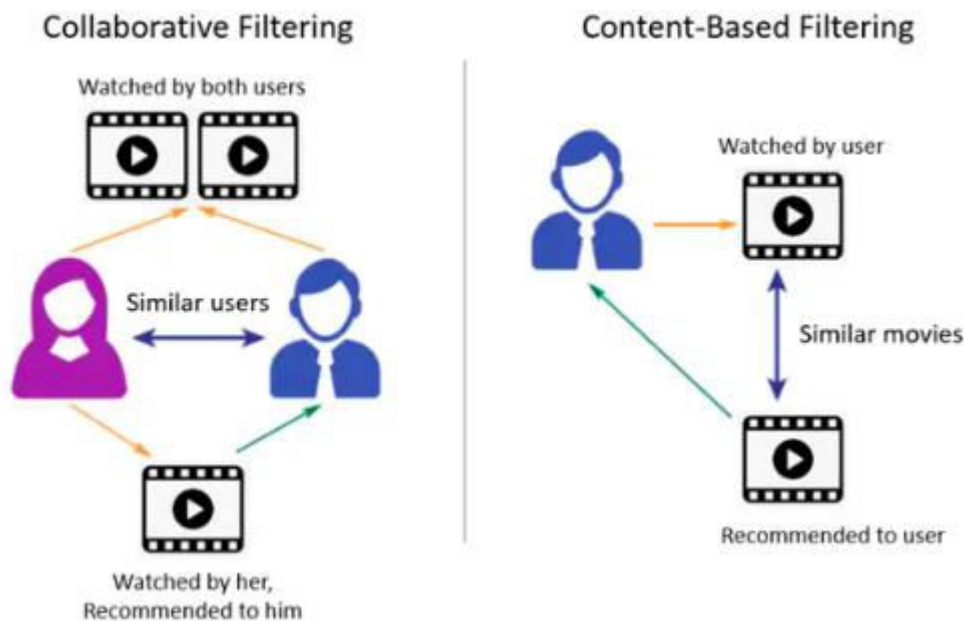 Collaborative Filtering
Watched by both users
Similar users
Watched by her,
Recommended to him
Content-Based Filtering
Watched by user
Similar movies
Recommended to user